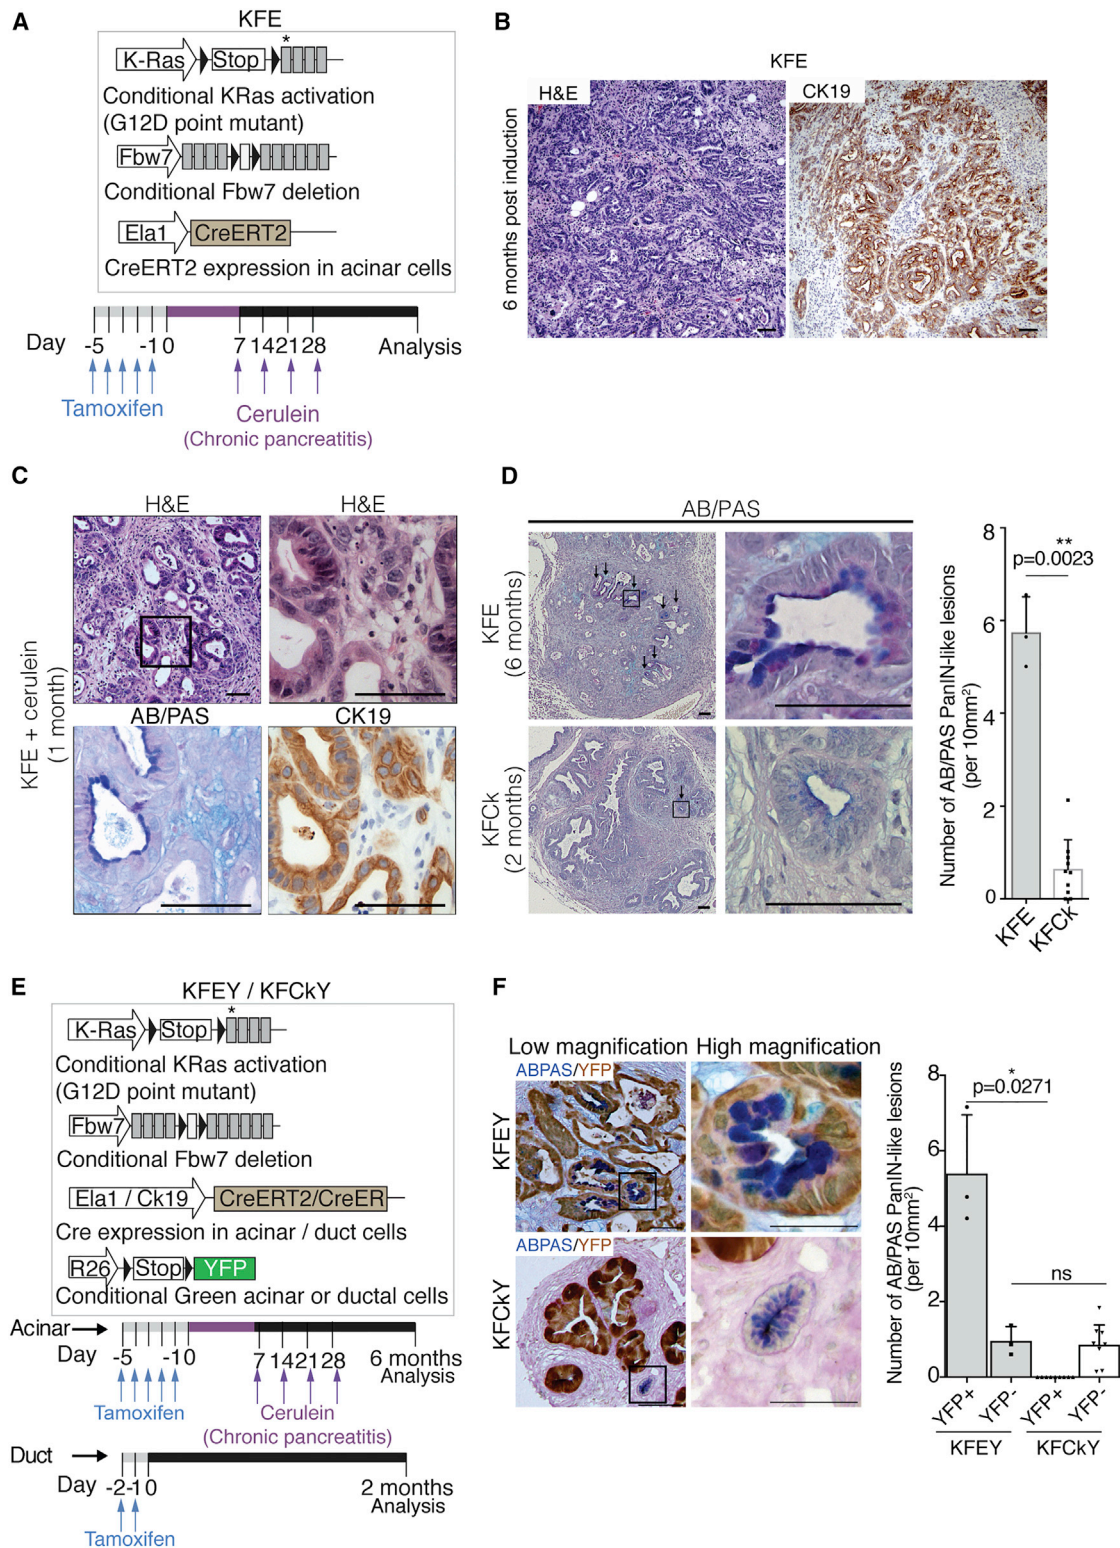 A
KFE
*
K-Ras Stop
Conditional KRas activation
(G12D point mutant)
Fbw7
Conditional Fbw7 deletion
Ela1 CreERT2
CreERT2 expression in acinar cells
Day -5 -1 0 7 14 21 28 Analysis
Tamoxifen
Cerulein
(Chronic pancreatitis)
B
KFE
H&E CK19
6 months post induction
C
H&E H&E
AB/PAS CK19
KFE + cerulein
(1 month)
D
AB/PAS
KFE
(6 months)
KFCk
(2 months)
Number of AB/PAS PanIN-like lesions
(per 10mm²)
8
6
4
2
0
**
p=0.0023
KFE KFCk
E
KFEY / KFCkY
*
K-Ras Stop
Conditional KRas activation
(G12D point mutant)
Fbw7
Conditional Fbw7 deletion
Ela1 / Ck19 CreERT2/CreER
Cre expression in acinar / duct cells
R26 Stop YFP
Conditional Green acinar or ductal cells
Acinar
Day -5 -1 0 7 14 21 28 6 months
Analysis
Tamoxifen Cerulein
(Chronic pancreatitis)
Duct
Day -2 -1 0 2 months
Analysis
Tamoxifen
F
Low magnification High magnification
ABPAS/YFP
KFEY
ABPAS/YFP
KFCkY
Number of AB/PAS PanIN-like lesions
(per 10mm²)
8
6
4
2
0
*
p=0.0271
ns
YFP+ YFP- YFP+ YFP-
KFEY KFCkY